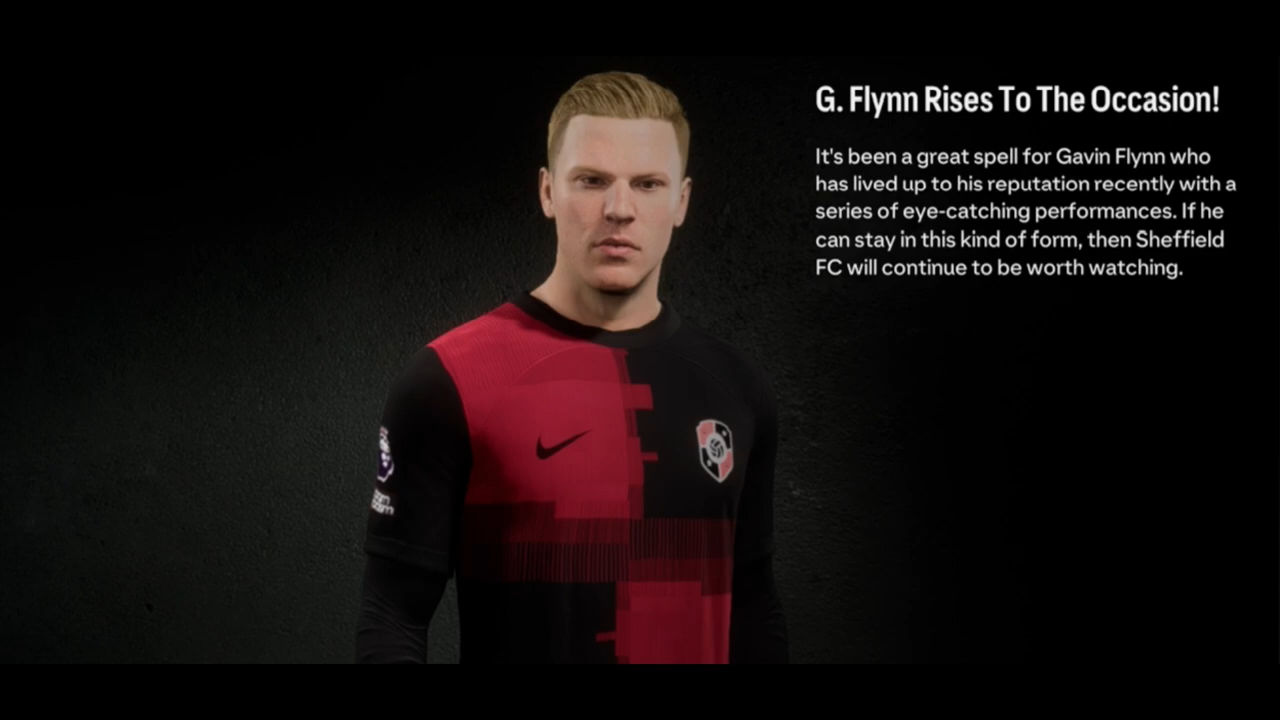 G. Flynn Rises To The Occasion!
It's been a great spell for Gavin Flynn who
has lived up to his reputation recently with a
series of eye-catching performances. If he
can stay in this kind of form, then Sheffield
FC will continue to be worth watching.